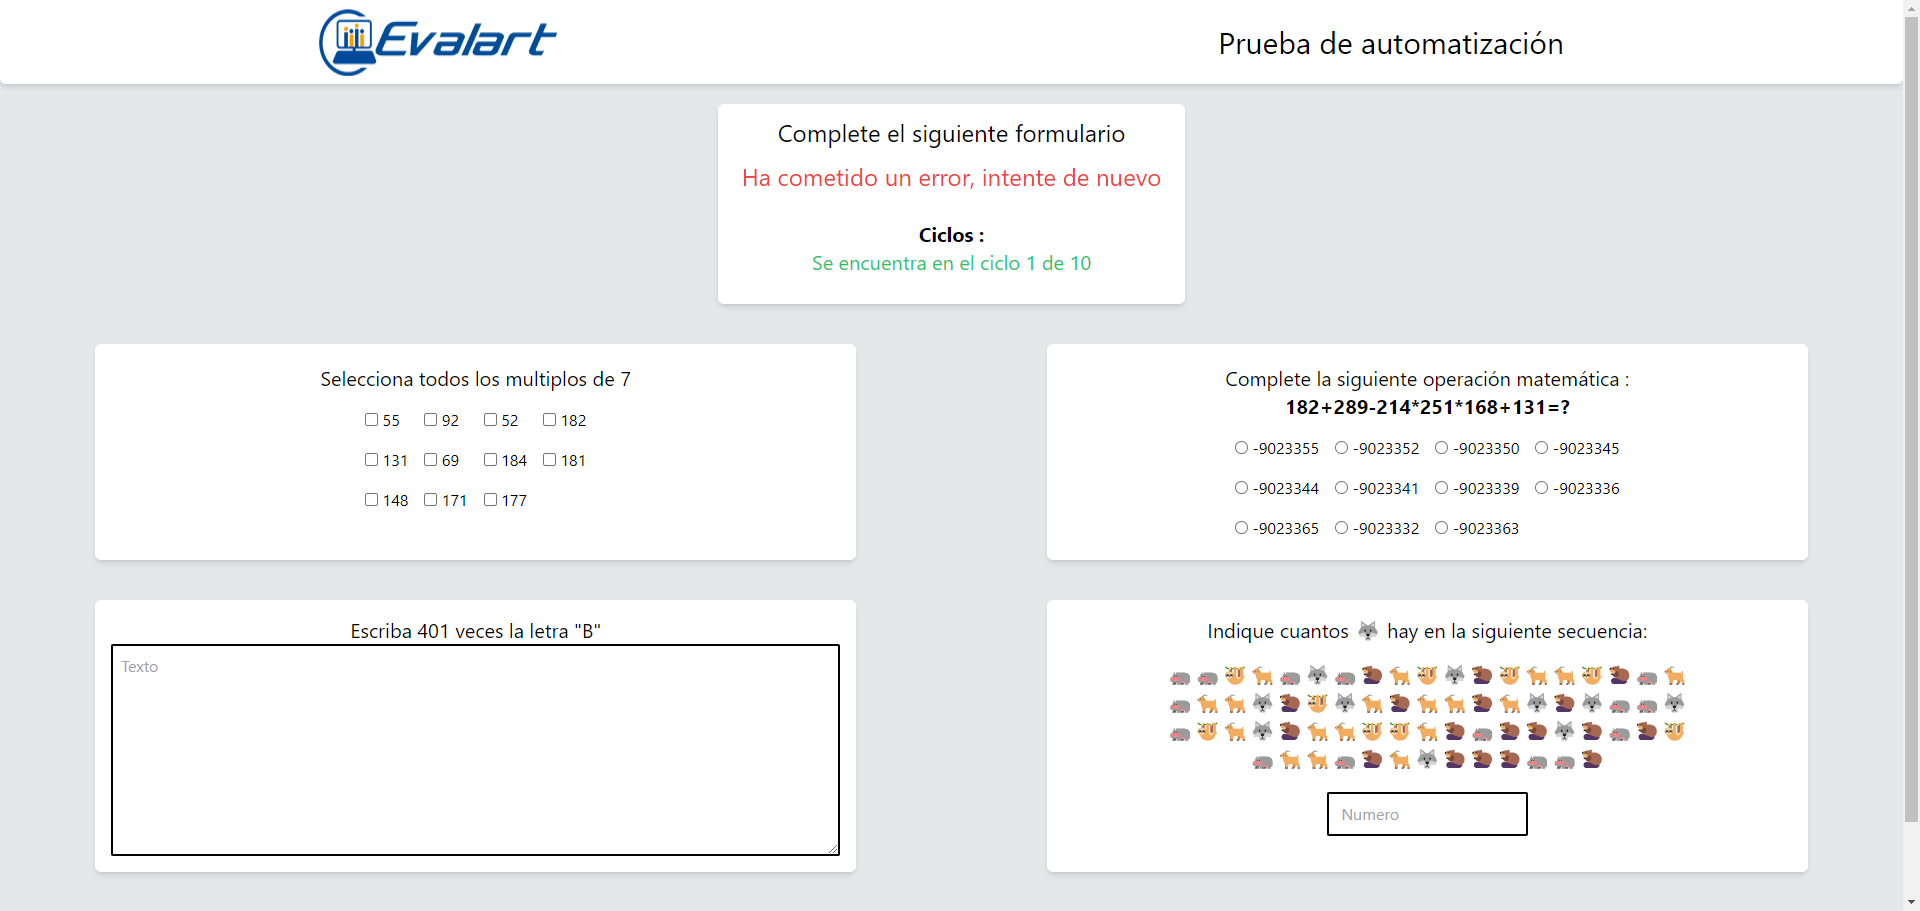 Evalart
Prueba de automatización
Complete el siguiente formulario
Ha cometido un error, intente de nuevo
Ciclos :
Se encuentra en el ciclo 1 de 10
Selecciona todos los multiplos de 7
55 92 52 182
131 69 184 181
148 171 177
Complete la siguiente operación matemática :
182+289-214*251*168+131=?
-9023355 -9023352 -9023350 -9023345
-9023344 -9023341 -9023339 -9023336
-9023365 -9023332 -9023363
Escriba 401 veces la letra "B"
Texto
Indique cuantos 🐺 hay en la siguiente secuencia:
Numero